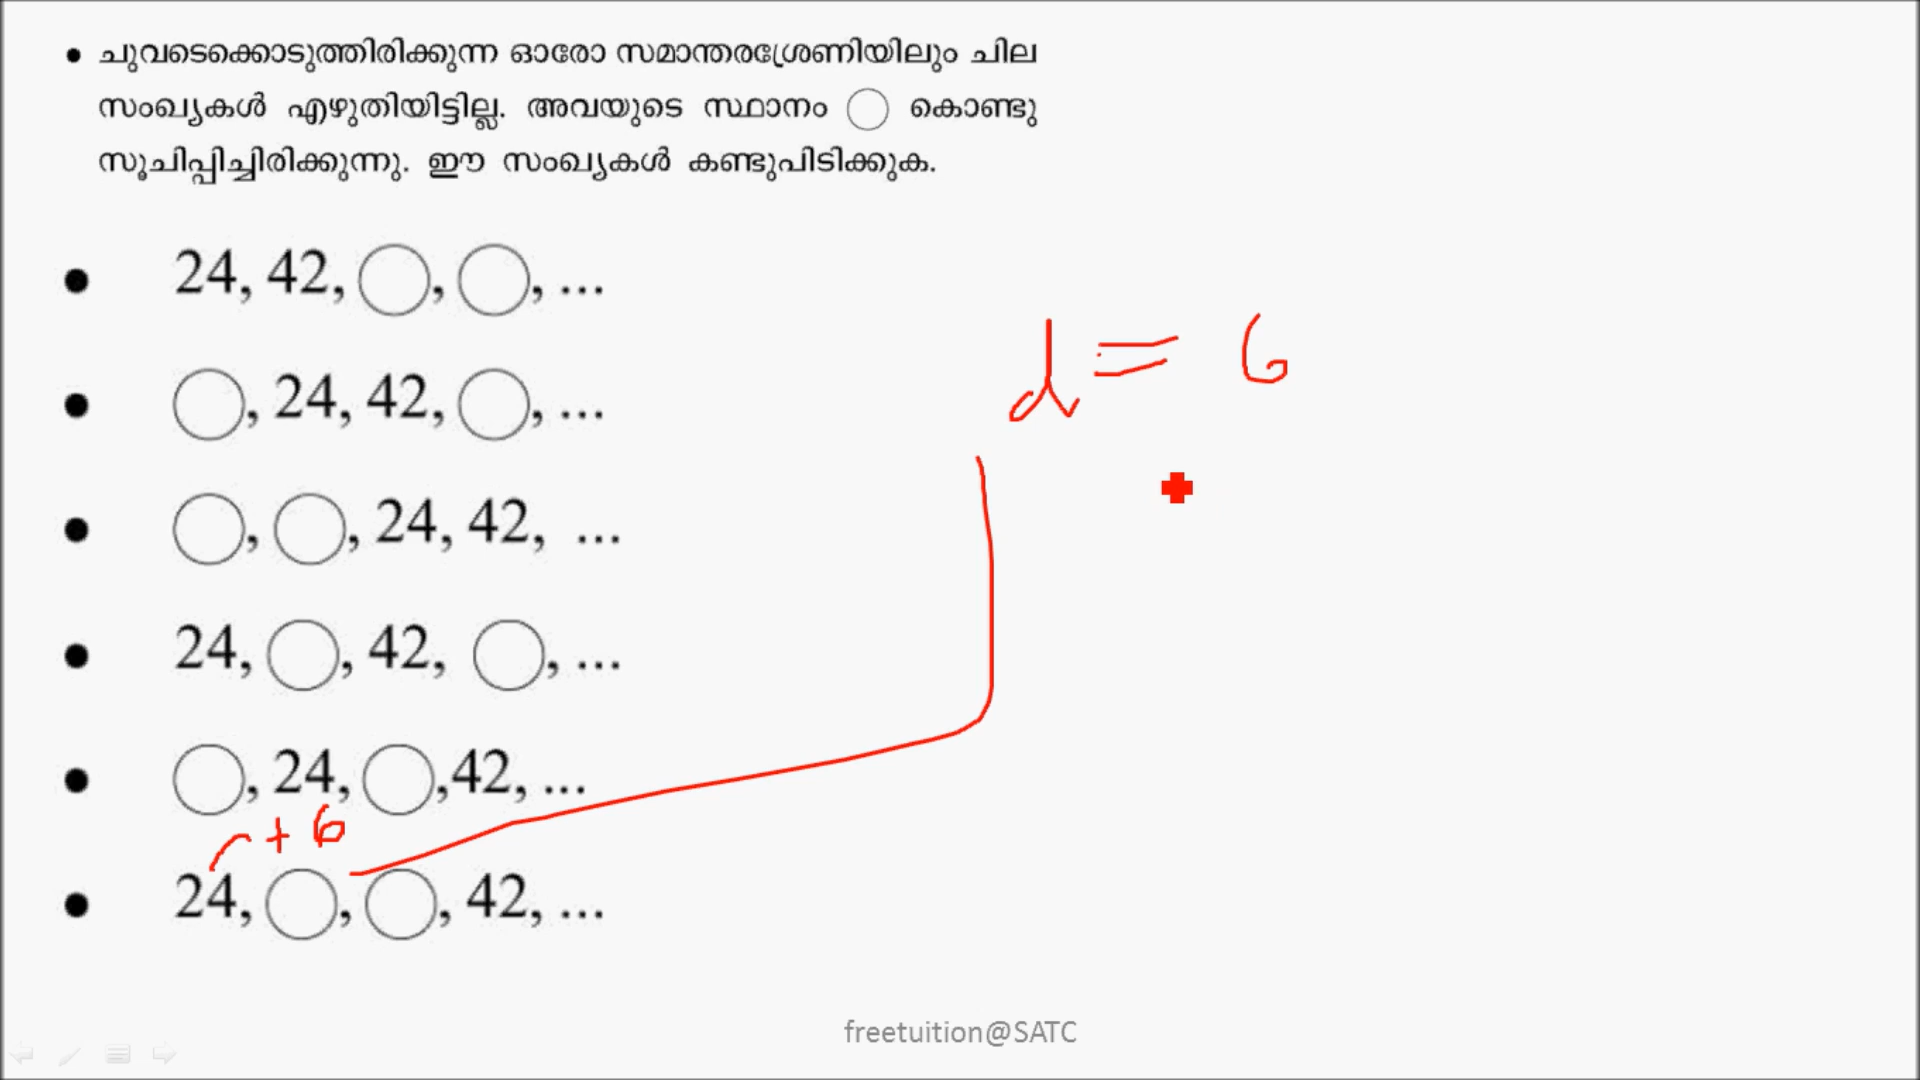 • ചുവടെക്കൊടുത്തിരിക്കുന്ന ഓരോ സമാന്തരശ്രേണിയിലും ചില
സംഖ്യകൾ എഴുതിയിട്ടില്ല. അവയുടെ സ്ഥാനം ◯ കൊണ്ടു
സൂചിപ്പിച്ചിരിക്കുന്നു. ഈ സംഖ്യകൾ കണ്ടുപിടിക്കുക.
• 24, 42, ◯, ◯, ...
d = 6
• ◯, 24, 42, ◯, ...
• ◯, ◯, 24, 42, ...
• 24, ◯, 42, ◯, ...
• ◯, 24, ◯,42, ...
+ 6
• 24, ◯, ◯, 42, ...
freetuition@SATC